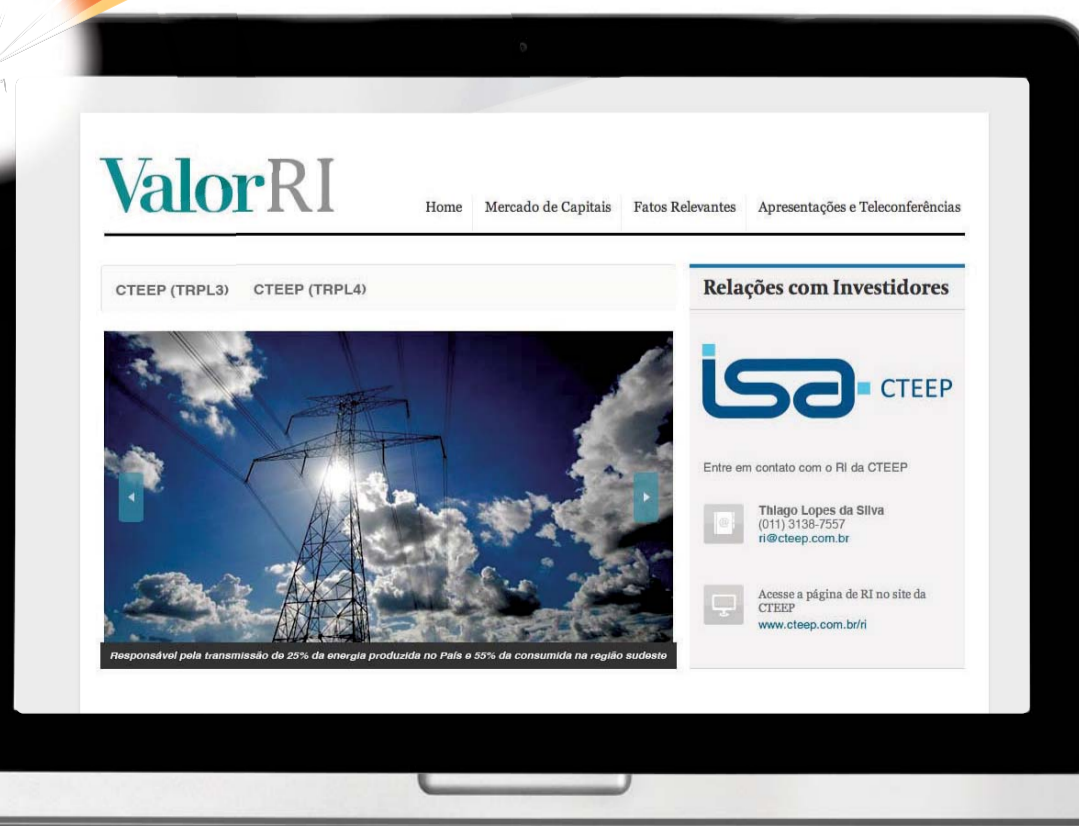 ValorRI
Home
Mercado de Capitais
Fatos Relevantes
Apresentações e Teleconferências
CTEEP (TRPL3)
CTEEP (TRPL4)
Responsável pela transmissão de 25% da energia produzida no País e 55% da consumida na região sudeste
Relações com Investidores
isa CTEEP
Entre em contato com o RI da CTEEP
Thiago Lopes da Silva
(011) 3138-7557
ri@cteep.com.br
Acesse a página de RI no site da
CTEEP
www.cteep.com.br/ri